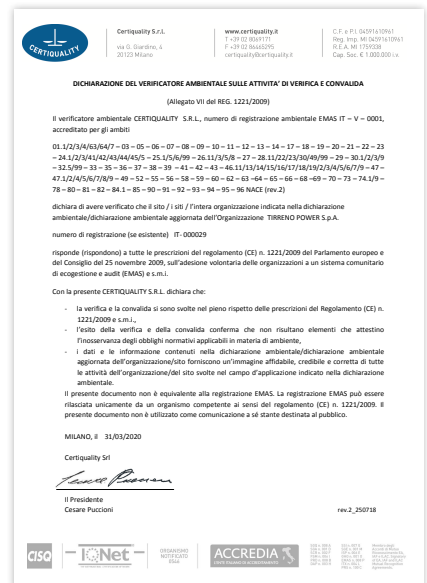 CERTIQUALITY
Certiquality S.r.l.
via G. Giardino, 4
20123 Milano
www.certiquality.it
T +39 02 8069171
F +39 02 86465295
certiquality@certiquality.it
C.F. e P.I. 04591610961
Reg. Imp. MI 04591610961
R.E.A. MI 1759338
Cap. Soc. € 1.000.000 i.v.
DICHIARAZIONE DEL VERIFICATORE AMBIENTALE SULLE ATTIVITA' DI VERIFICA E CONVALIDA
(Allegato VII del REG. 1221/2009)
Il verificatore ambientale CERTIQUALITY S.R.L., numero di registrazione ambientale EMAS IT – V – 0001,
accreditato per gli ambiti
01.1/2/3/4/63/64/7 – 03 – 05 – 06 – 07 – 08 – 09 – 10 – 11 – 12 – 13 – 14 – 17 – 18 – 19 – 20 – 21 – 22 – 23
– 24.1/2/3/41/42/43/44/45/5 – 25.1/5/6/99 – 26.11/3/5/8 – 27 – 28.11/22/23/30/49/99 – 29 – 30.1/2/3/9
– 32.5/99 – 33 – 35 – 36 – 37 – 38 – 39 – 41 – 42 – 43 – 46.11/13/14/15/16/17/18/19/2/3/4/5/6/7/9 – 47 –
47.1/2/4/5/6/7/8/9 – 49 – 52 – 55 – 56 – 58 – 59 – 60 – 62 – 63 –64 – 65 – 66 – 68 –69 – 70 – 73 – 74.1/9 –
78 – 80 – 81 – 82 – 84.1 – 85 – 90 – 91 – 92 – 93 – 94 – 95 – 96 NACE (rev.2)
dichiara di avere verificato che il sito / i siti / l'intera organizione indicata nella dichiarazione
ambientale/dichiarazione ambientale aggiornata dell'Organizzazione TIRRENO POWER S.p.A.
numero di registrazione (se esistente) IT- 000029
risponde (rispondono) a tutte le prescrizioni del regolamento (CE) n. 1221/2009 del Parlamento europeo e
del Consiglio del 25 novembre 2009, sull'adesione volontaria delle organizzazioni a un sistema comunitario
di ecogestione e audit (EMAS) e s.m.i.
Con la presente CERTIQUALITY S.R.L. dichiara che:
- la verifica e la convalida si sono svolte nel pieno rispetto delle prescrizioni del Regolamento (CE) n.
1221/2009 e s.m.i.,
- l'esito della verifica e della convalida conferma che non risultano elementi che attestino
l'inosservanza degli obblighi normativi applicabili in materia di ambiente,
- i dati e le informazioni contenuti nella dichiarazione ambientale/dichiarazione ambientale
aggiornata dell'organizzazione/sito forniscono un'immagine affidabile, credibile e corretta di tutte
le attività dell'organizzazione/del sito svolte nel campo d'applicazione indicato nella dichiarazione
ambientale.
Il presente documento non è equivalente alla registrazione EMAS. La registrazione EMAS può essere
rilasciata unicamente da un organismo competente ai sensi del regolamento (CE) n. 1221/2009. Il
presente documento non è utilizzato come comunicazione a sé stante destinata al pubblico.
MILANO, il 31/03/2020
Certiquality Srl
Il Presidente
Cesare Puccioni
rev.2_250718
CISQ
IQNet
ORGANISMO
NOTIFICATO
0546
ACCREDIA